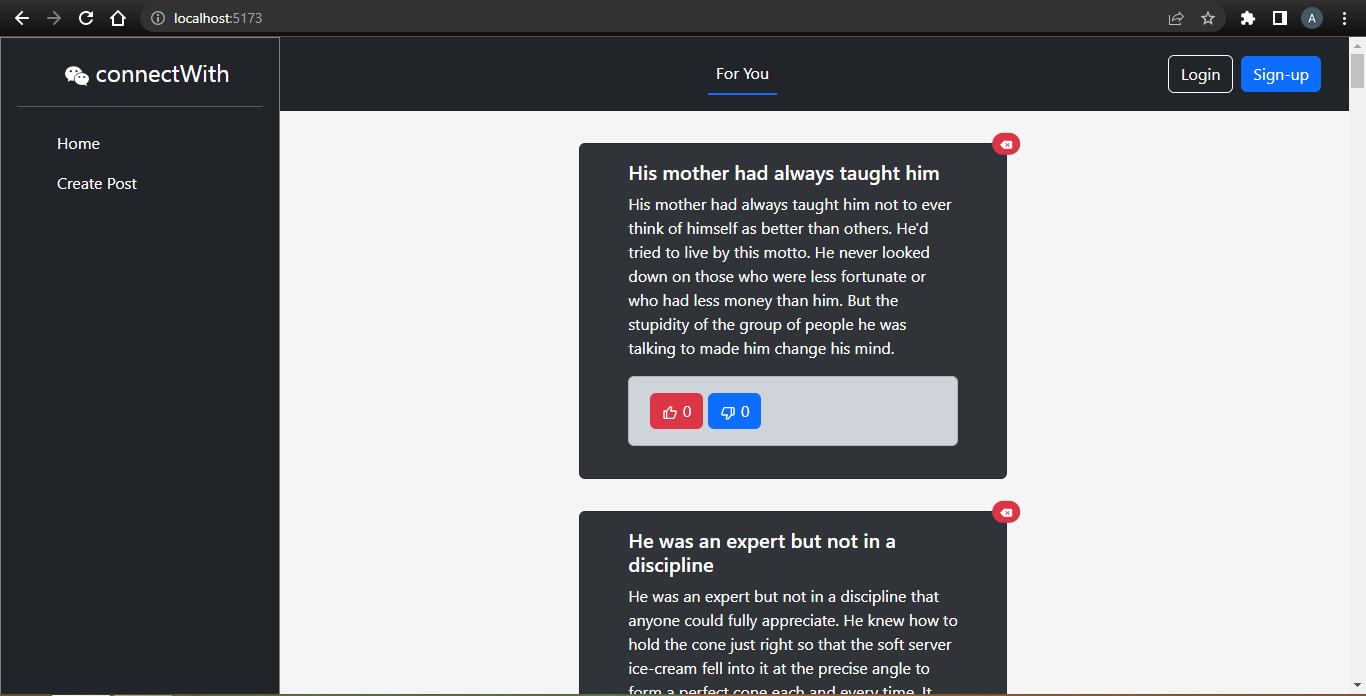 localhost:5173
A
connectWith
For You
Login
Sign-up
Home
Create Post
His mother had always taught him
His mother had always taught him not to ever
think of himself as better than others. He'd
tried to live by this motto. He never looked
down on those who were less fortunate or
who had less money than him. But the
stupidity of the group of people he was
talking to made him change his mind.
0
0
He was an expert but not in a
discipline
He was an expert but not in a discipline that
anyone could fully appreciate. He knew how to
hold the cone just right so that the soft server
ice-cream fell into it at the precise angle to
form a perfect cone each and every time. It